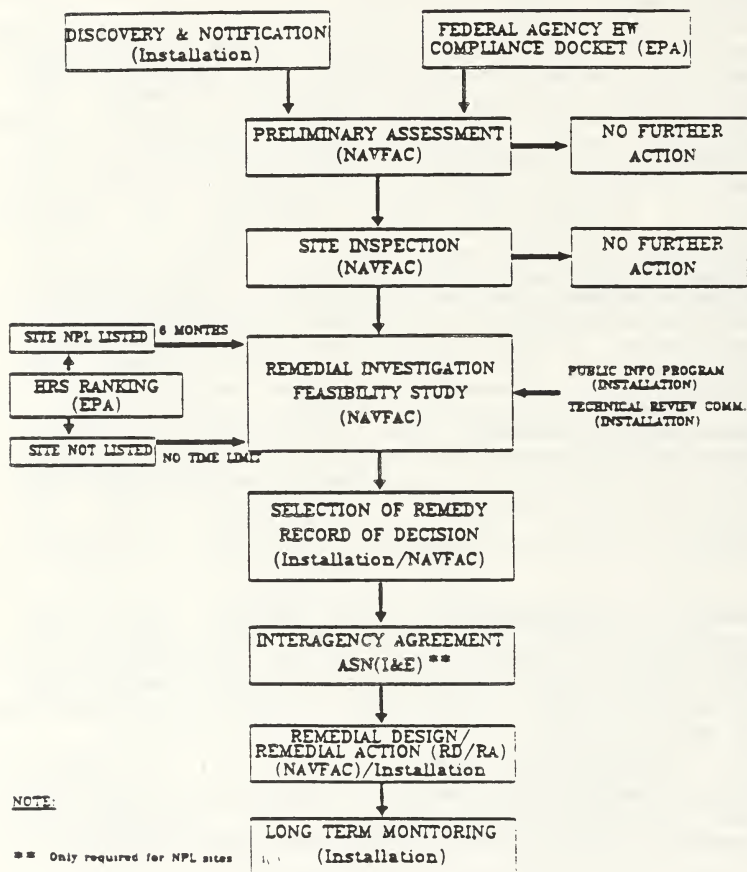 DISCOVERY & NOTIFICATION
(Installation)
FEDERAL AGENCY HW
COMPLIANCE DOCKET (EPA)
PRELIMINARY ASSESSMENT
(NAVFAC)
NO FURTHER
ACTION
SITE INSPECTION
(NAVFAC)
NO FURTHER
ACTION
SITE NPL LISTED
6 MONTHS
HRS RANKING
(EPA)
SITE NOT LISTED
NO TIME LIMIT
REMEDIAL INVESTIGATION
FEASIBILITY STUDY
(NAVFAC)
PUBLIC INFO PROGRAM
(INSTALLATION)
TECHNICAL REVIEW COMM.
(INSTALLATION)
SELECTION OF REMEDY
RECORD OF DECISION
(Installation/NAVFAC)
INTERAGENCY AGREEMENT
ASN(I&E) **
REMEDIAL DESIGN/
REMEDIAL ACTION (RD/RA)
(NAVFAC)/Installation
LONG TERM MONITORING
(Installation)
NOTE:
** Only required for NPL sites